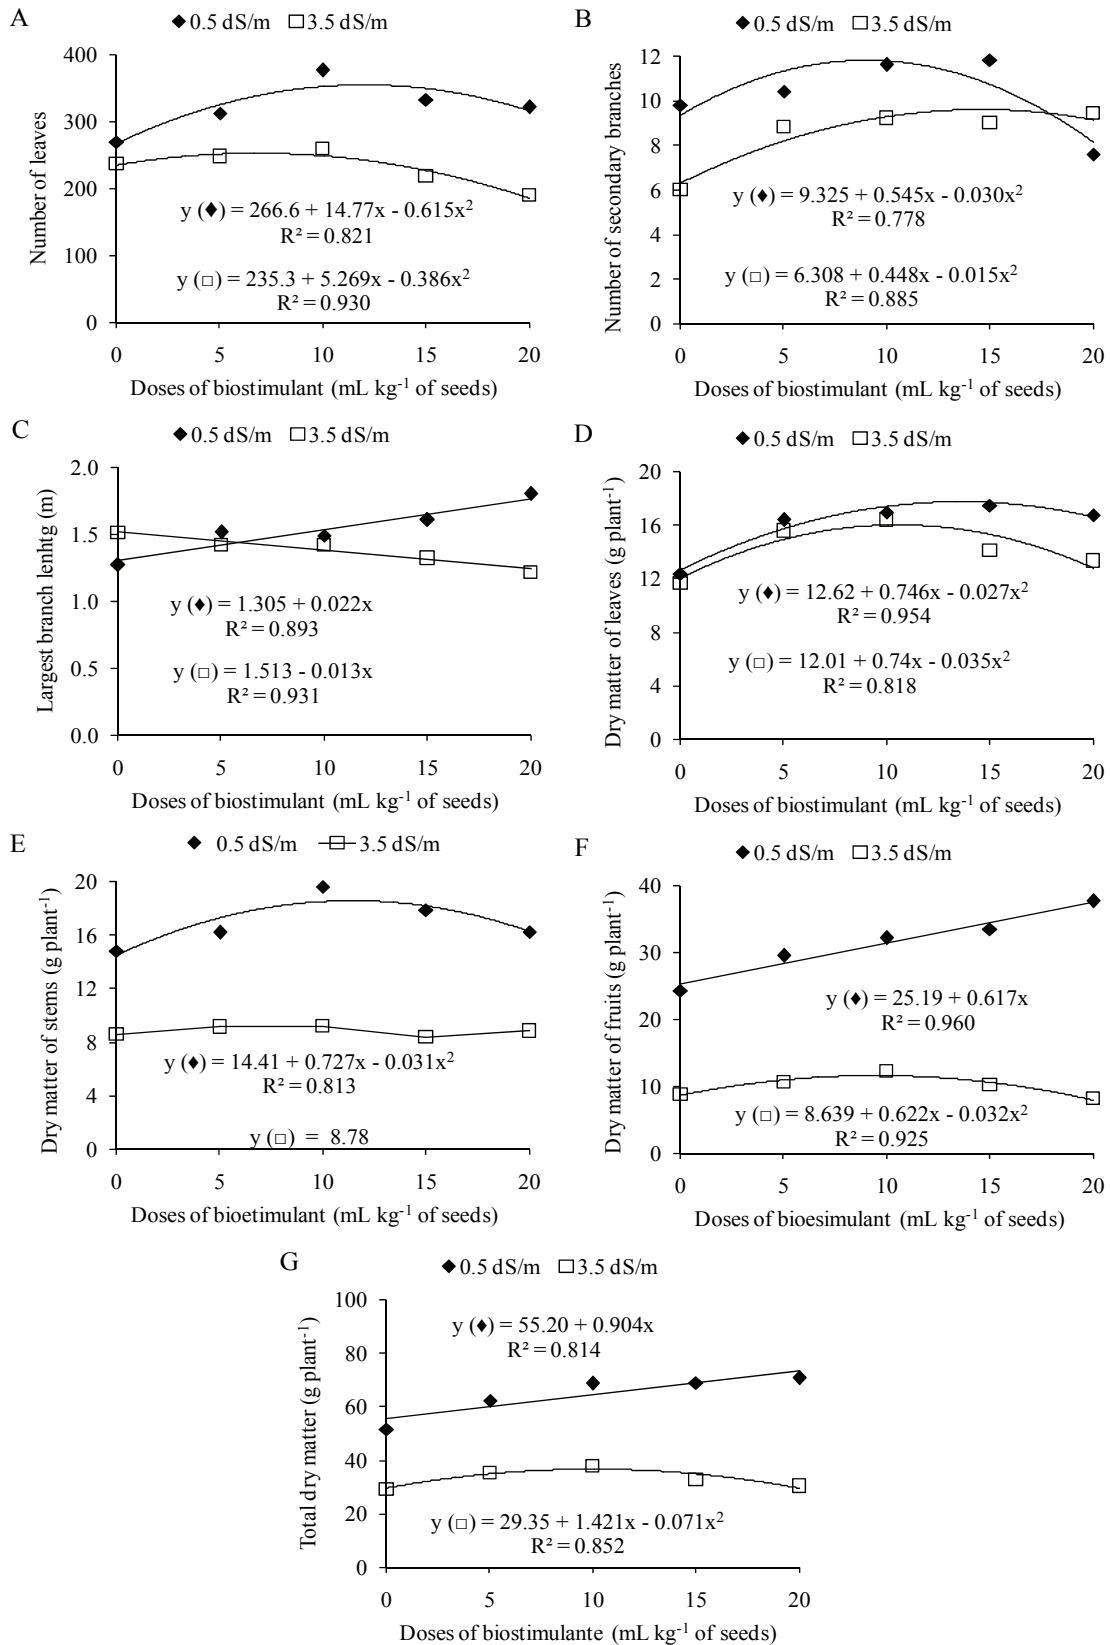 A
♦ 0.5 dS/m □ 3.5 dS/m
Number of leaves
400
300
200
100
0
y (♦) = 266.6 + 14.77x - 0.615x²
R² = 0.821
y (□) = 235.3 + 5.269x - 0.386x²
R² = 0.930
0 5 10 15 20
Doses of biostimulant (mL kg⁻¹ of seeds)
B
♦ 0.5 dS/m □ 3.5 dS/m
Number of secondary branches
12
10
8
6
4
2
0
y (♦) = 9.325 + 0.545x - 0.030x²
R² = 0.778
y (□) = 6.308 + 0.448x - 0.015x²
R² = 0.885
0 5 10 15 20
Doses of biostimulant (mL kg⁻¹ of seeds)
C
♦ 0.5 dS/m □ 3.5 dS/m
Largest branch lenhtg (m)
2.0
1.5
1.0
0.5
0.0
y (♦) = 1.305 + 0.022x
R² = 0.893
y (□) = 1.513 - 0.013x
R² = 0.931
0 5 10 15 20
Doses of biostimulant (mL kg⁻¹ of seeds)
D
♦ 0.5 dS/m □ 3.5 dS/m
Dry matter of leaves (g plant⁻¹)
20
16
12
8
4
0
y (♦) = 12.62 + 0.746x - 0.027x²
R² = 0.954
y (□) = 12.01 + 0.74x - 0.035x²
R² = 0.818
0 5 10 15 20
Doses of biostimulant (mL kg⁻¹ of seeds)
E
♦ 0.5 dS/m □ 3.5 dS/m
Dry matter of stems (g plant⁻¹)
20
16
12
8
4
0
y (♦) = 14.41 + 0.727x - 0.031x²
R² = 0.813
y (□) = 8.78
0 5 10 15 20
Doses of bioetimulant (mL kg⁻¹ of seeds)
F
♦ 0.5 dS/m □ 3.5 dS/m
Dry matter of fruits (g plant⁻¹)
40
30
20
10
0
y (♦) = 25.19 + 0.617x
R² = 0.960
y (□) = 8.639 + 0.622x - 0.032x²
R² = 0.925
0 5 10 15 20
Doses of bioesimulant (mL kg⁻¹ of seeds)
G
♦ 0.5 dS/m □ 3.5 dS/m
Total dry matter (g plant⁻¹)
100
80
60
40
20
0
y (♦) = 55.20 + 0.904x
R² = 0.814
y (□) = 29.35 + 1.421x - 0.071x²
R² = 0.852
0 5 10 15 20
Doses of biostimulante (mL kg⁻¹ of seeds)